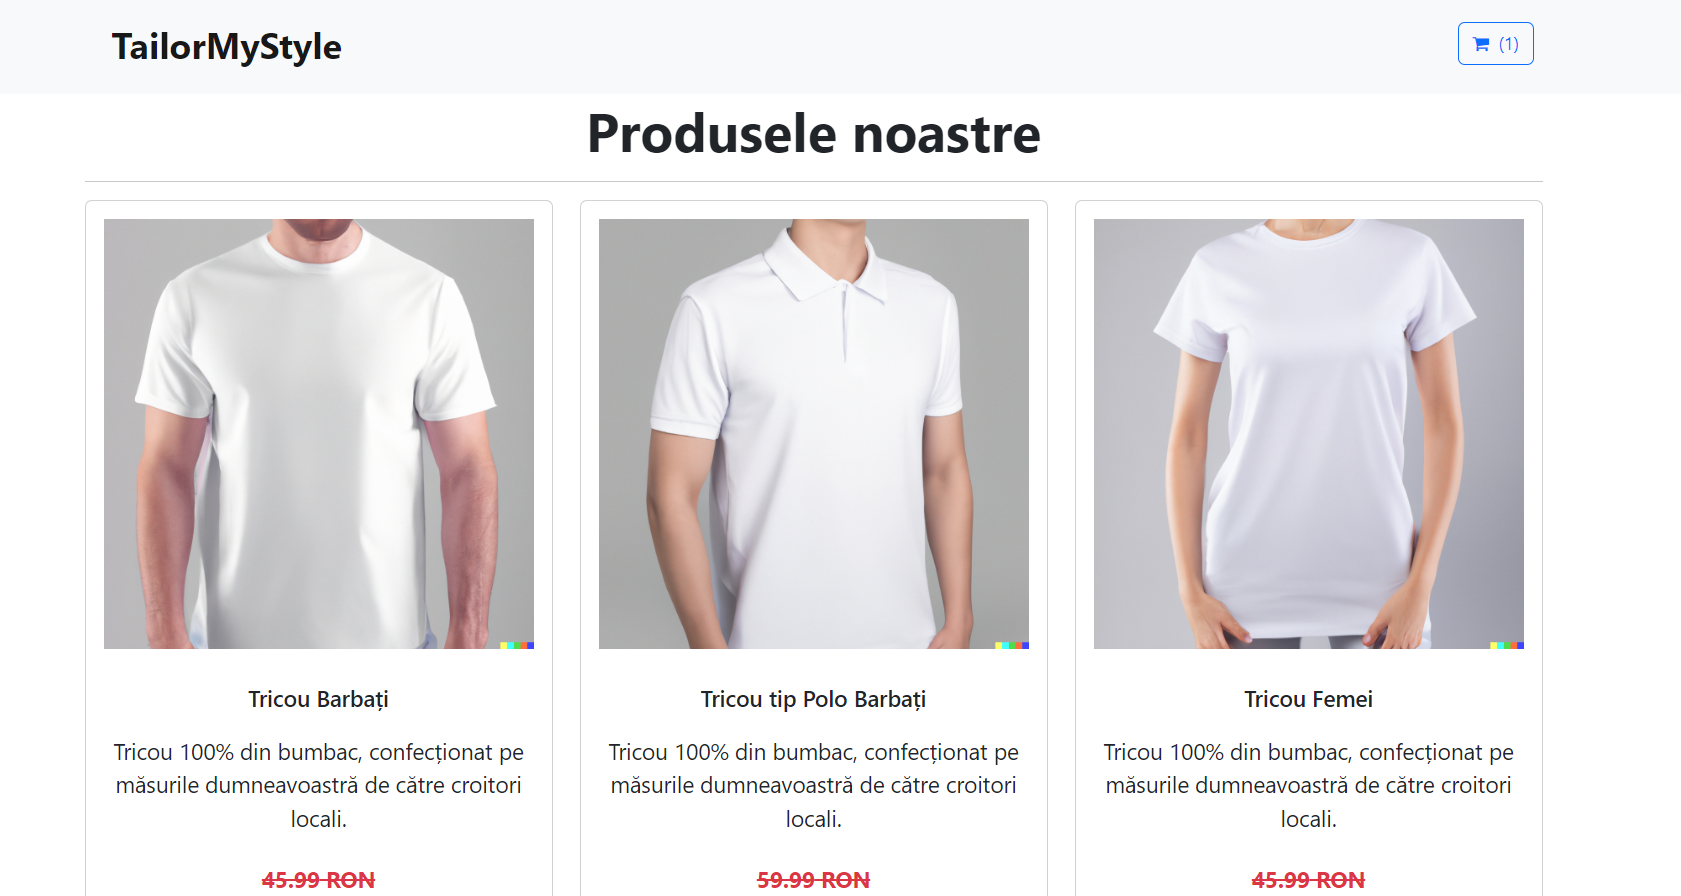 TailorMyStyle
(1)
Produsele noastre
Tricou Barbați
Tricou 100% din bumbac, confecționat pe
măsurile dumneavoastră de către croitori
locali.
45.99 RON
Tricou tip Polo Barbați
Tricou 100% din bumbac, confecționat pe
măsurile dumneavoastră de către croitori
locali.
59.99 RON
Tricou Femei
Tricou 100% din bumbac, confecționat pe
măsurile dumneavoastră de către croitori
locali.
45.99 RON